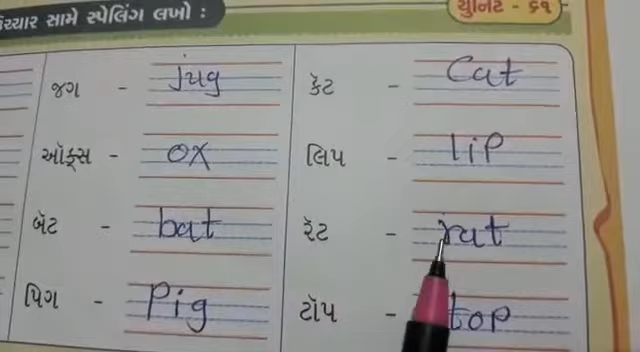 ચ્ચાર સામે સ્પેલિંગ લખો :
યુનિટ - ૬૧
જગ - jug
ઑક્સ - ox
બૅટ - bat
પિગ - Pig
કૅટ - Cat
લિપ - lip
રૅટ - rat
ટૉપ - top